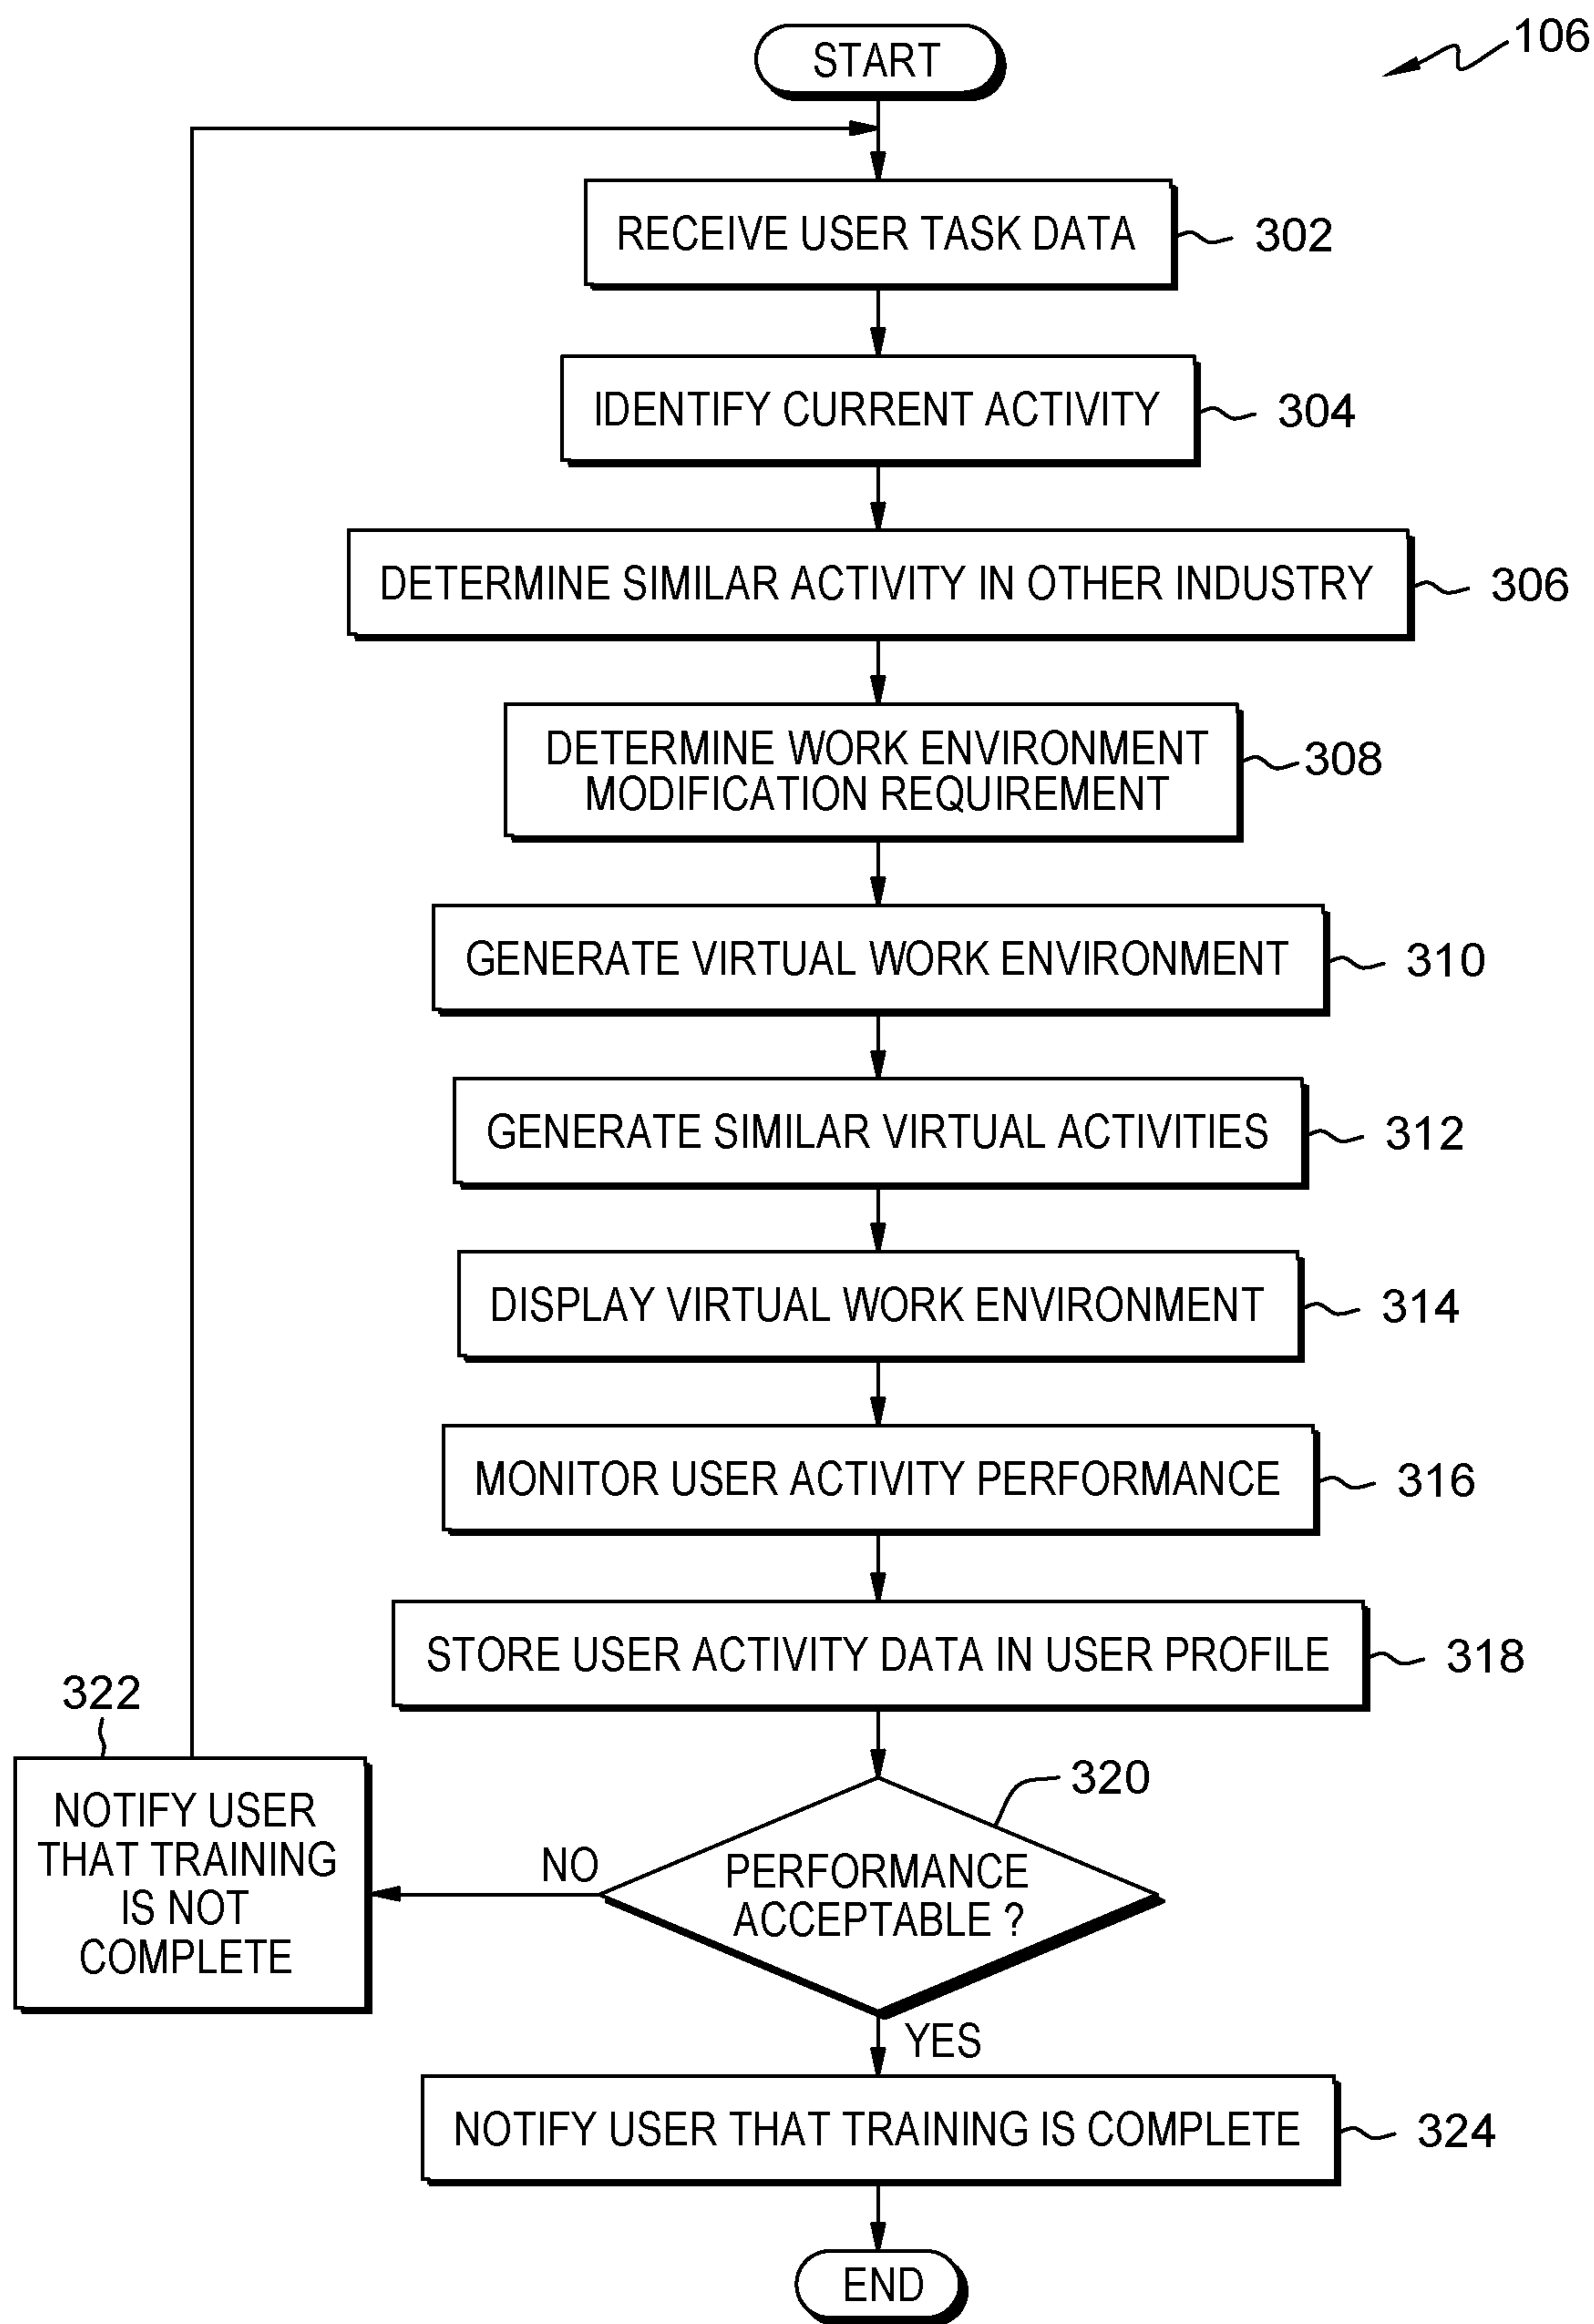 START
106
RECEIVE USER TASK DATA
302
IDENTIFY CURRENT ACTIVITY
304
DETERMINE SIMILAR ACTIVITY IN OTHER INDUSTRY
306
DETERMINE WORK ENVIRONMENT
MODIFICATION REQUIREMENT
308
GENERATE VIRTUAL WORK ENVIRONMENT
310
GENERATE SIMILAR VIRTUAL ACTIVITIES
312
DISPLAY VIRTUAL WORK ENVIRONMENT
314
MONITOR USER ACTIVITY PERFORMANCE
316
STORE USER ACTIVITY DATA IN USER PROFILE
318
322
NOTIFY USER
THAT TRAINING
IS NOT
COMPLETE
NO
320
PERFORMANCE
ACCEPTABLE ?
YES
NOTIFY USER THAT TRAINING IS COMPLETE
324
END